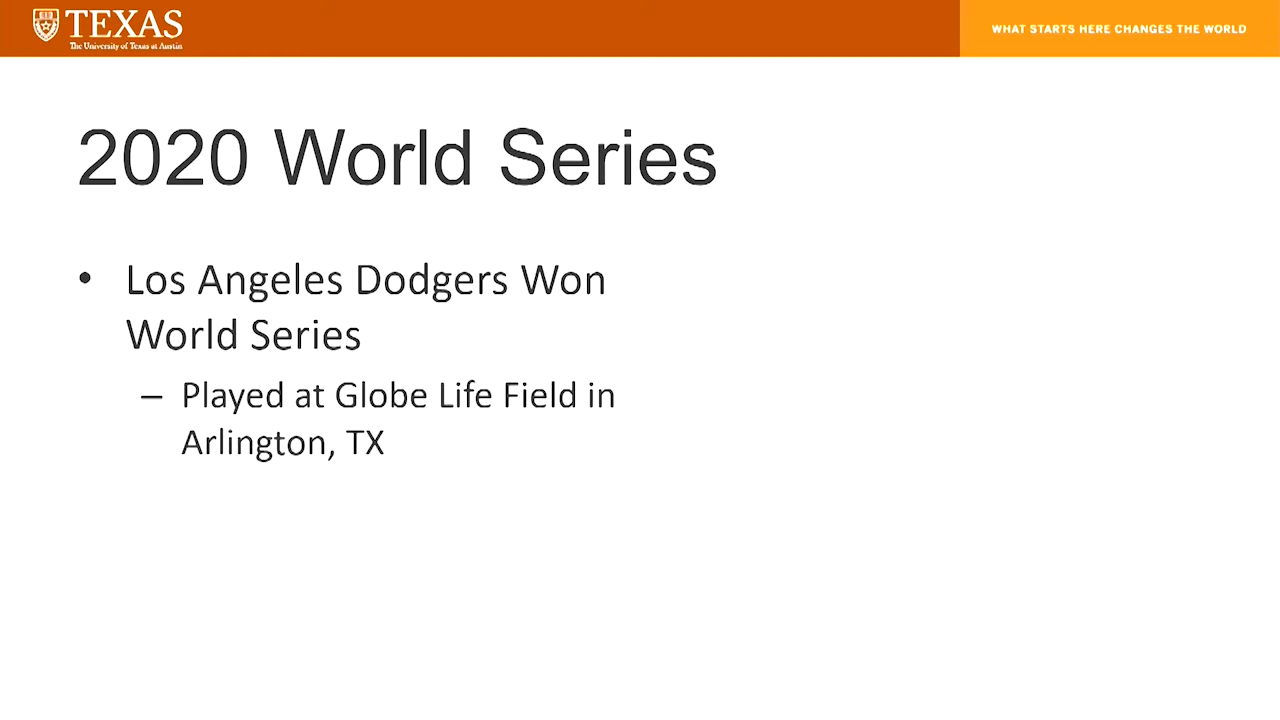 TEXAS
The University of Texas at Austin
WHAT STARTS HERE CHANGES THE WORLD
2020 World Series
• Los Angeles Dodgers Won
World Series
– Played at Globe Life Field in
Arlington, TX